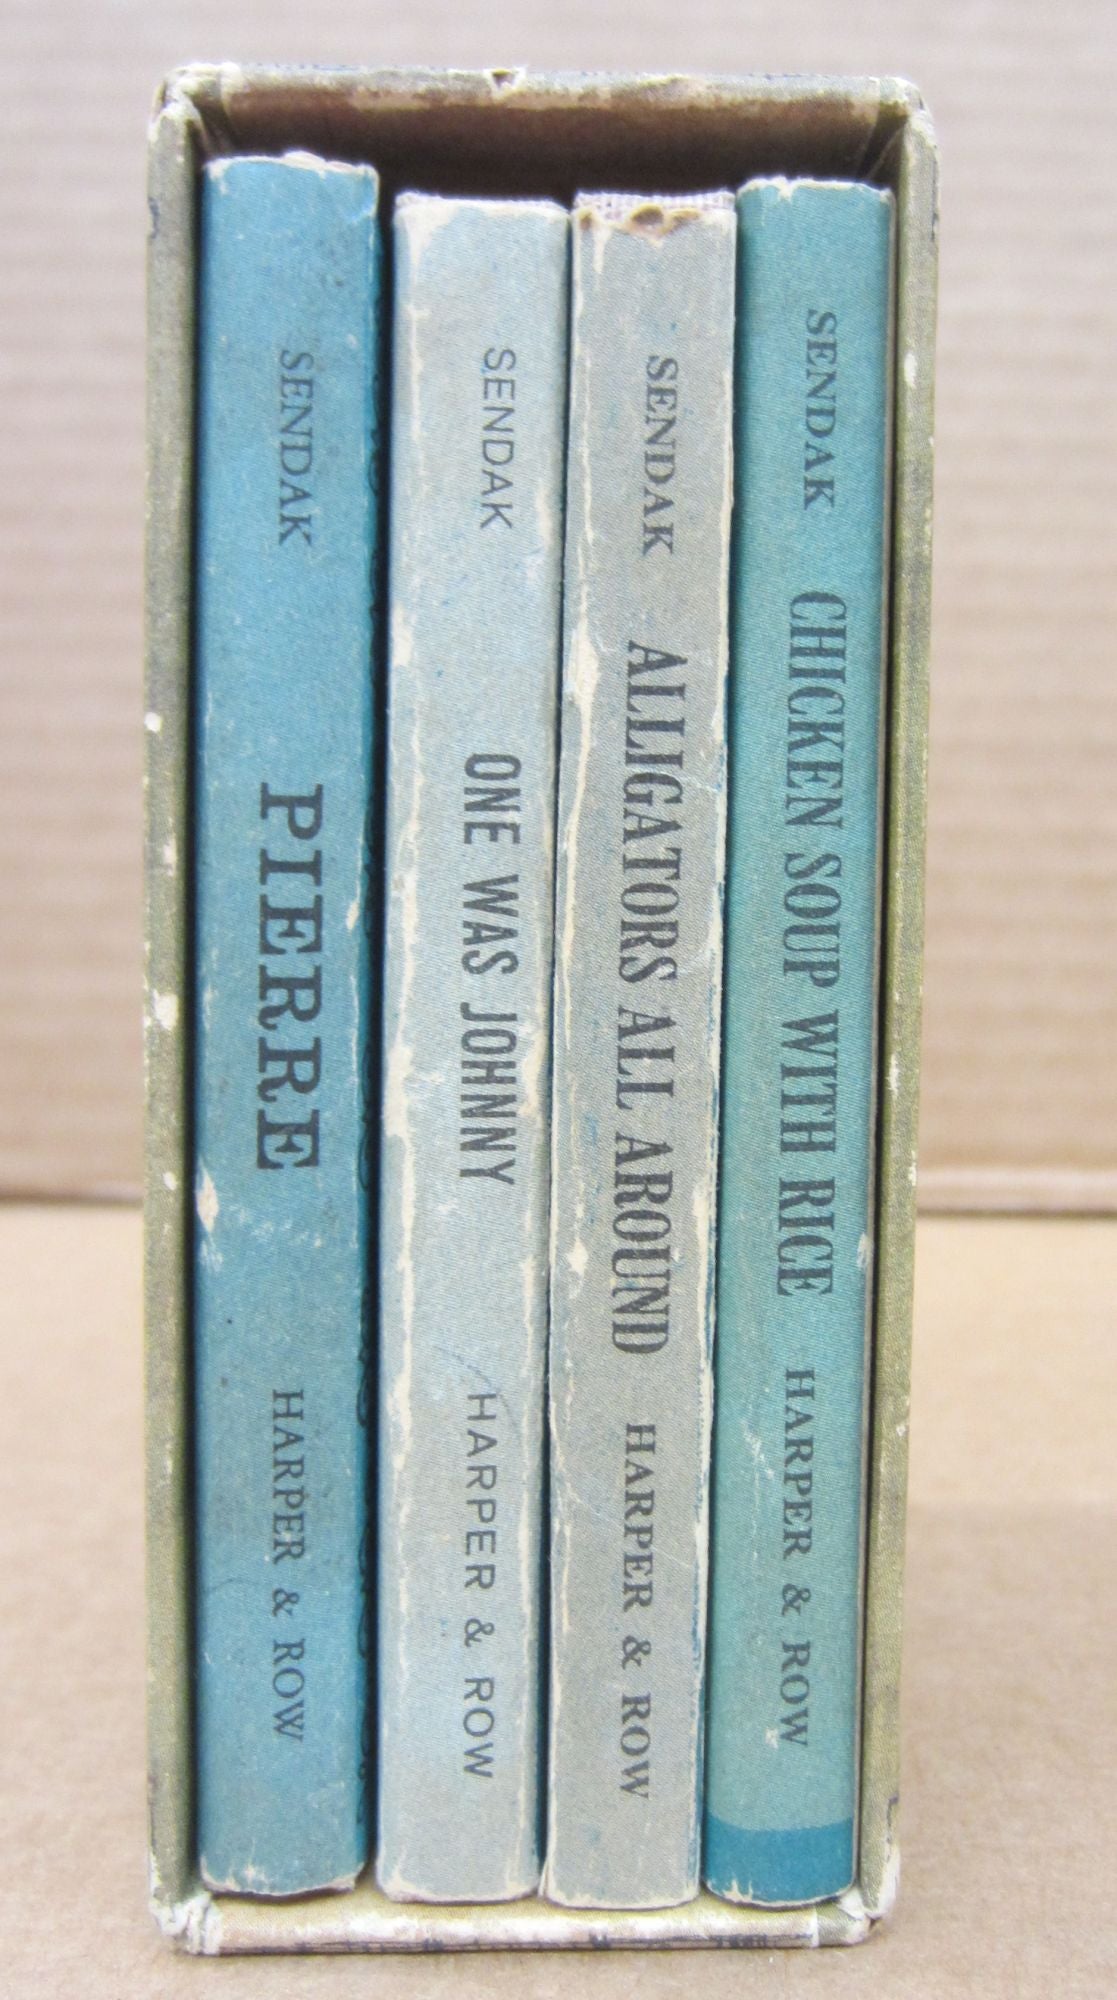 SENDAK PIERRE HARPER & ROW
SENDAK ONE WAS JOHNNY HARPER & ROW
SENDAK ALLIGATORS ALL AROUND HARPER & ROW
SENDAK CHICKEN SOUP WITH RICE HARPER & ROW